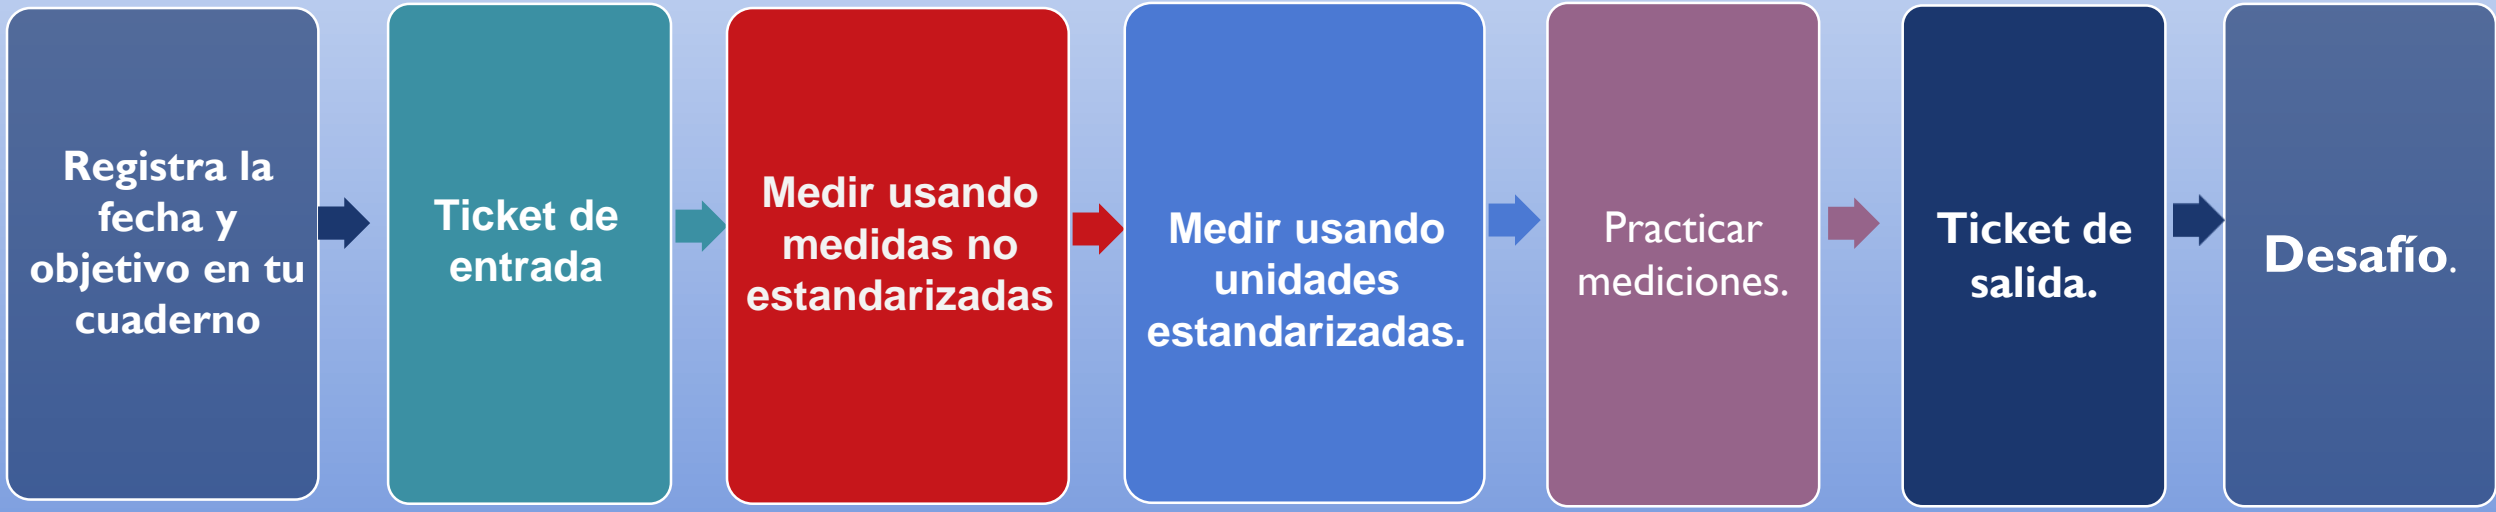 Registra la
fecha y
objetivo en tu
cuaderno
Ticket de
entrada
Medir usando
medidas no
estandarizadas
Medir usando
unidades
estandarizadas.
Practicar
mediciones.
Ticket de
salida.
Desafío.